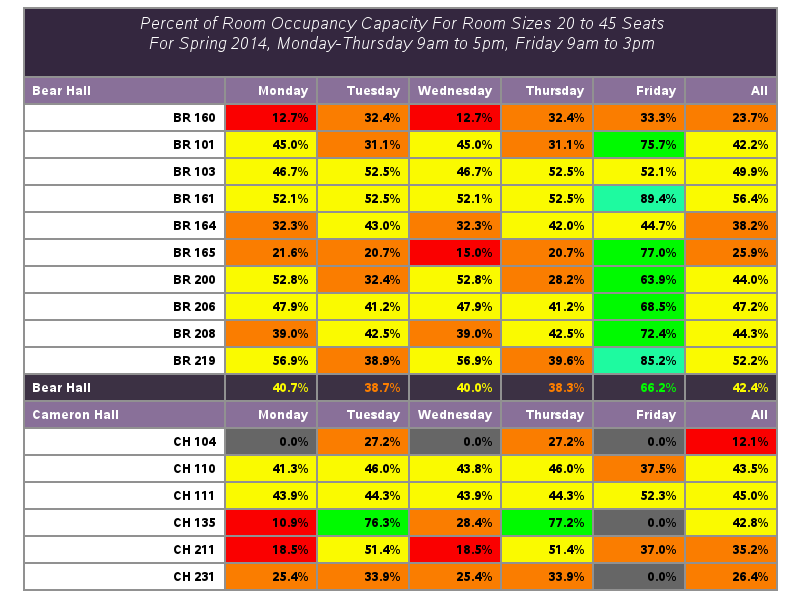 Percent of Room Occupancy Capacity For Room Sizes 20 to 45 Seats
For Spring 2014, Monday-Thursday 9am to 5pm, Friday 9am to 3pm
Bear Hall Monday Tuesday Wednesday Thursday Friday All
BR 160 12.7% 32.4% 12.7% 32.4% 33.3% 23.7%
BR 101 45.0% 31.1% 45.0% 31.1% 75.7% 42.2%
BR 103 46.7% 52.5% 46.7% 52.5% 52.1% 49.9%
BR 161 52.1% 52.5% 52.1% 52.5% 89.4% 56.4%
BR 164 32.3% 43.0% 32.3% 42.0% 44.7% 38.2%
BR 165 21.6% 20.7% 15.0% 20.7% 77.0% 25.9%
BR 200 52.8% 32.4% 52.8% 28.2% 63.9% 44.0%
BR 206 47.9% 41.2% 47.9% 41.2% 68.5% 47.2%
BR 208 39.0% 42.5% 39.0% 42.5% 72.4% 44.3%
BR 219 56.9% 38.9% 56.9% 39.6% 85.2% 52.2%
Bear Hall 40.7% 38.7% 40.0% 38.3% 66.2% 42.4%
Cameron Hall Monday Tuesday Wednesday Thursday Friday All
CH 104 0.0% 27.2% 0.0% 27.2% 0.0% 12.1%
CH 110 41.3% 46.0% 43.8% 46.0% 37.5% 43.5%
CH 111 43.9% 44.3% 43.9% 44.3% 52.3% 45.0%
CH 135 10.9% 76.3% 28.4% 77.2% 0.0% 42.8%
CH 211 18.5% 51.4% 18.5% 51.4% 37.0% 35.2%
CH 231 25.4% 33.9% 25.4% 33.9% 0.0% 26.4%